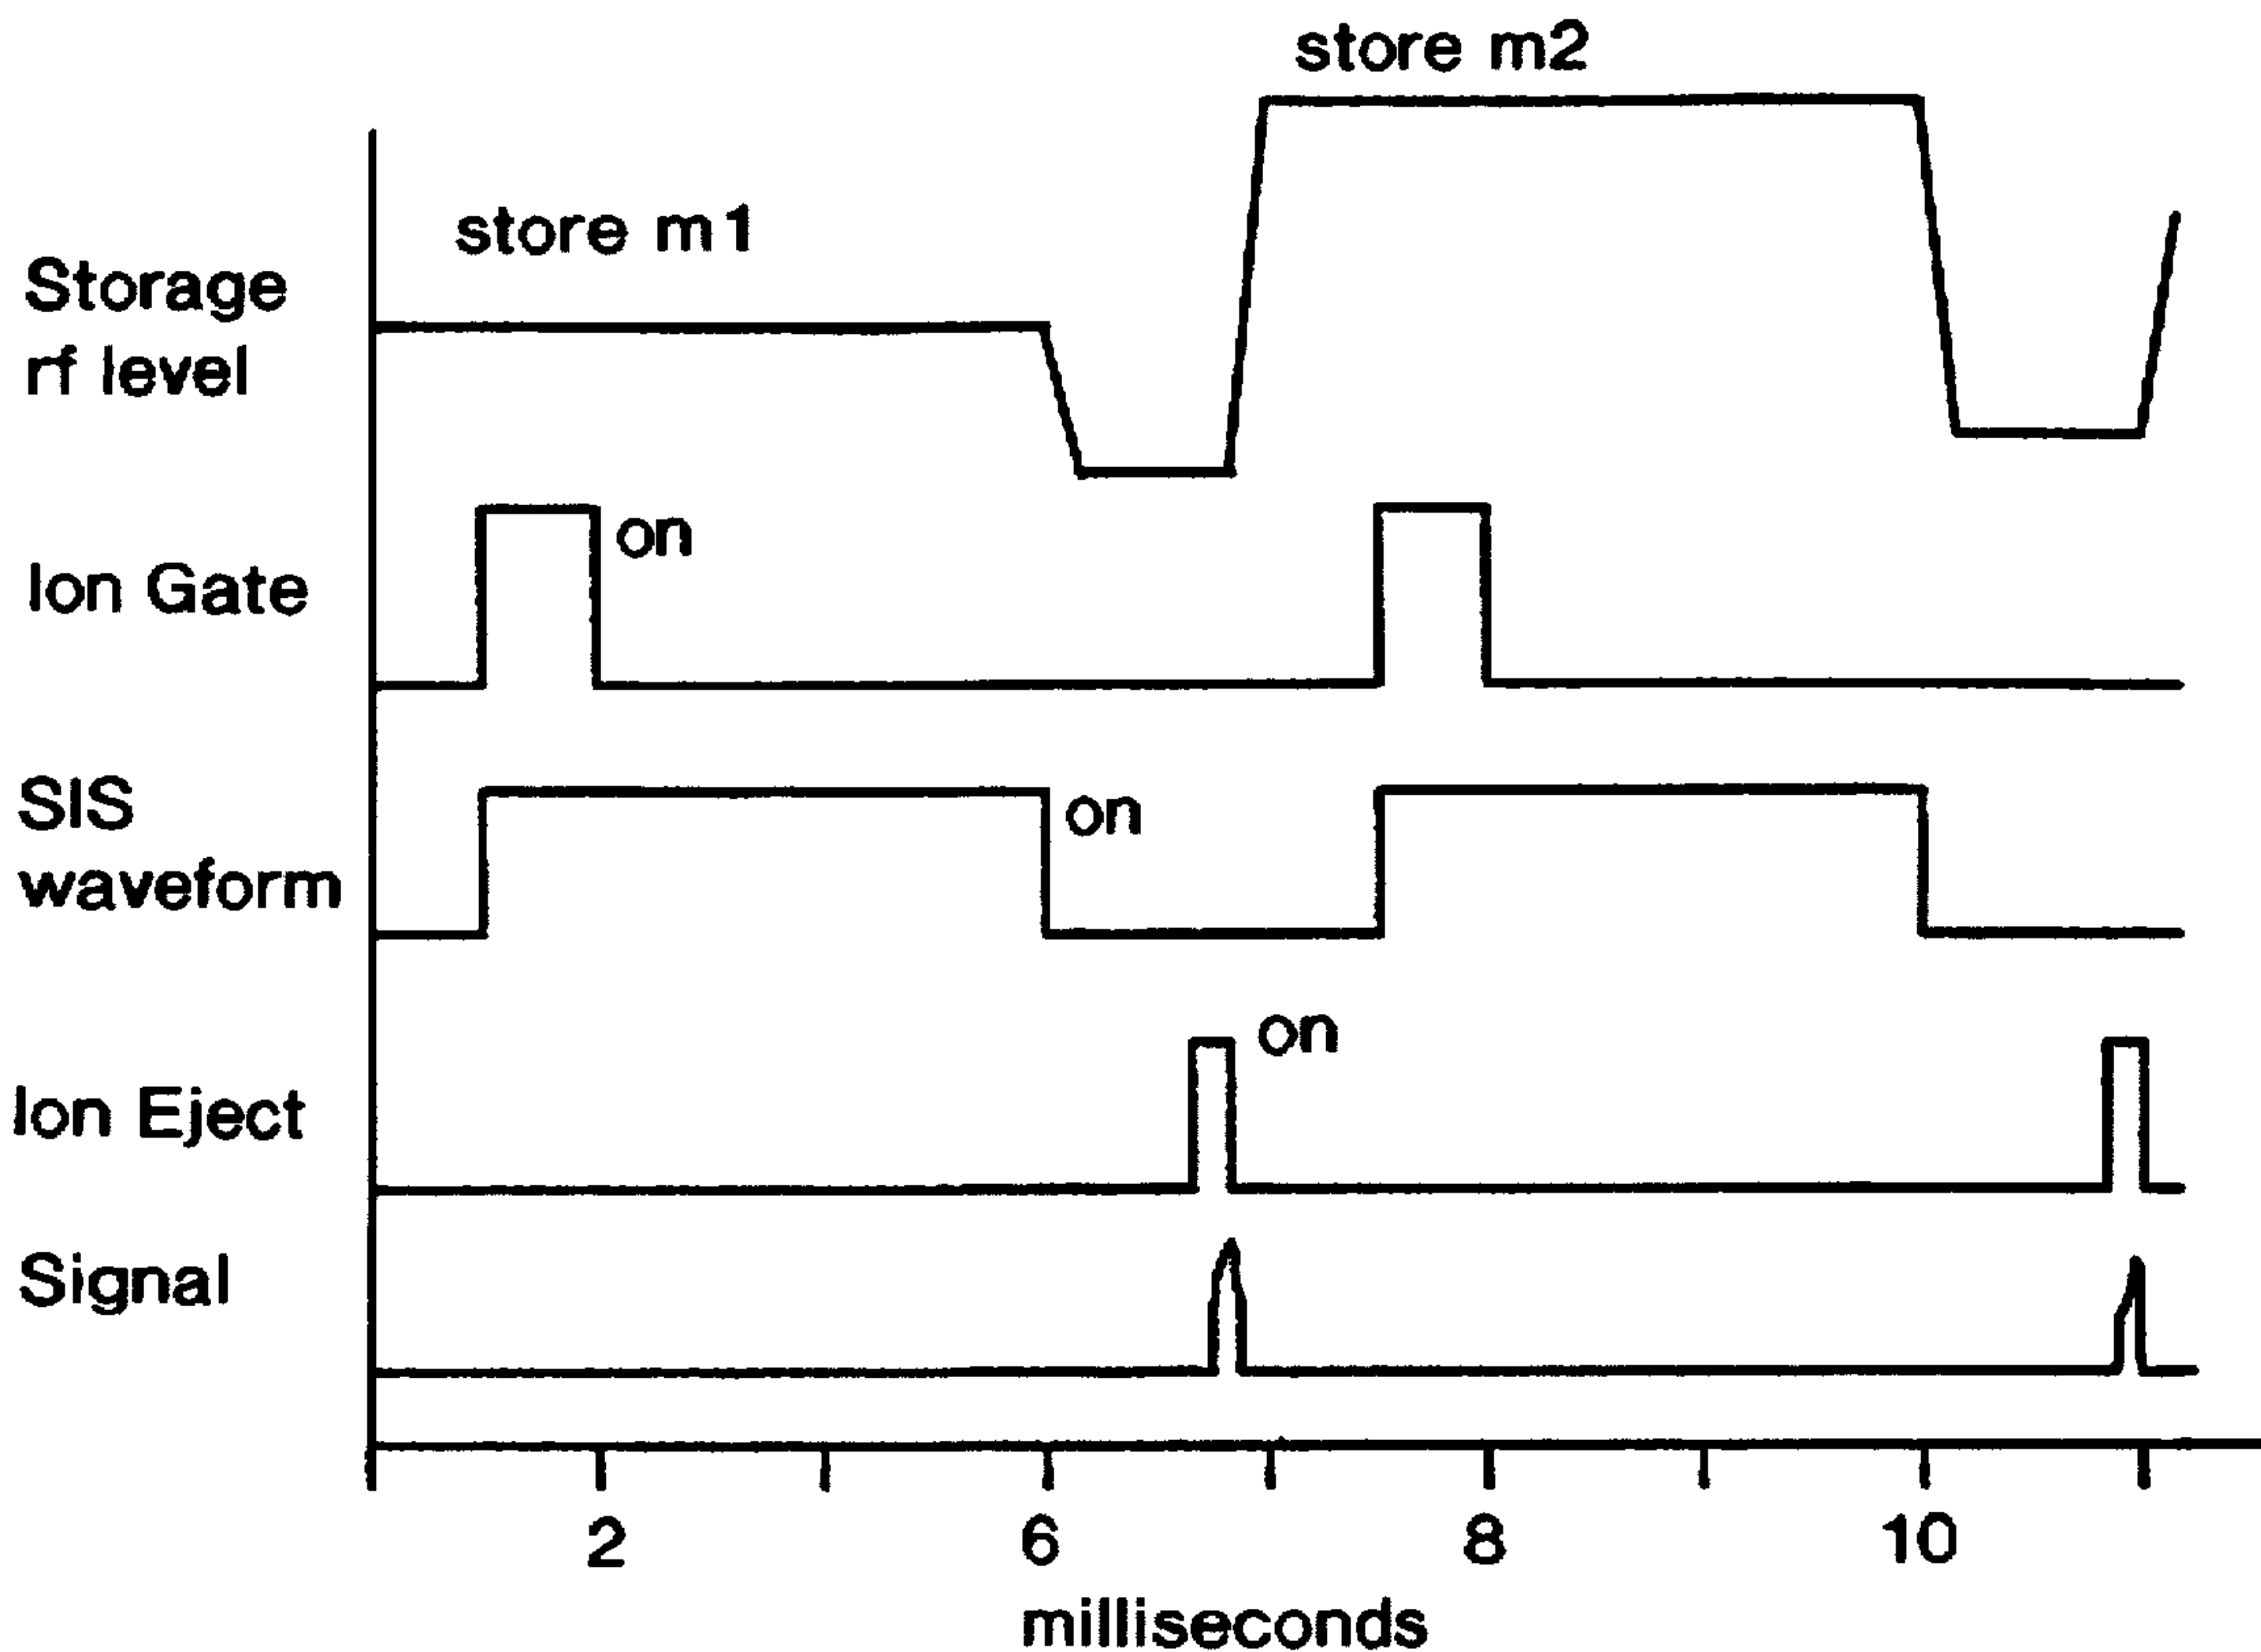 store m2
store m1
Storage
rf level
on
Ion Gate
SIS
on
waveform
on
Ion Eject
Signal
2 6 8 10
milliseconds